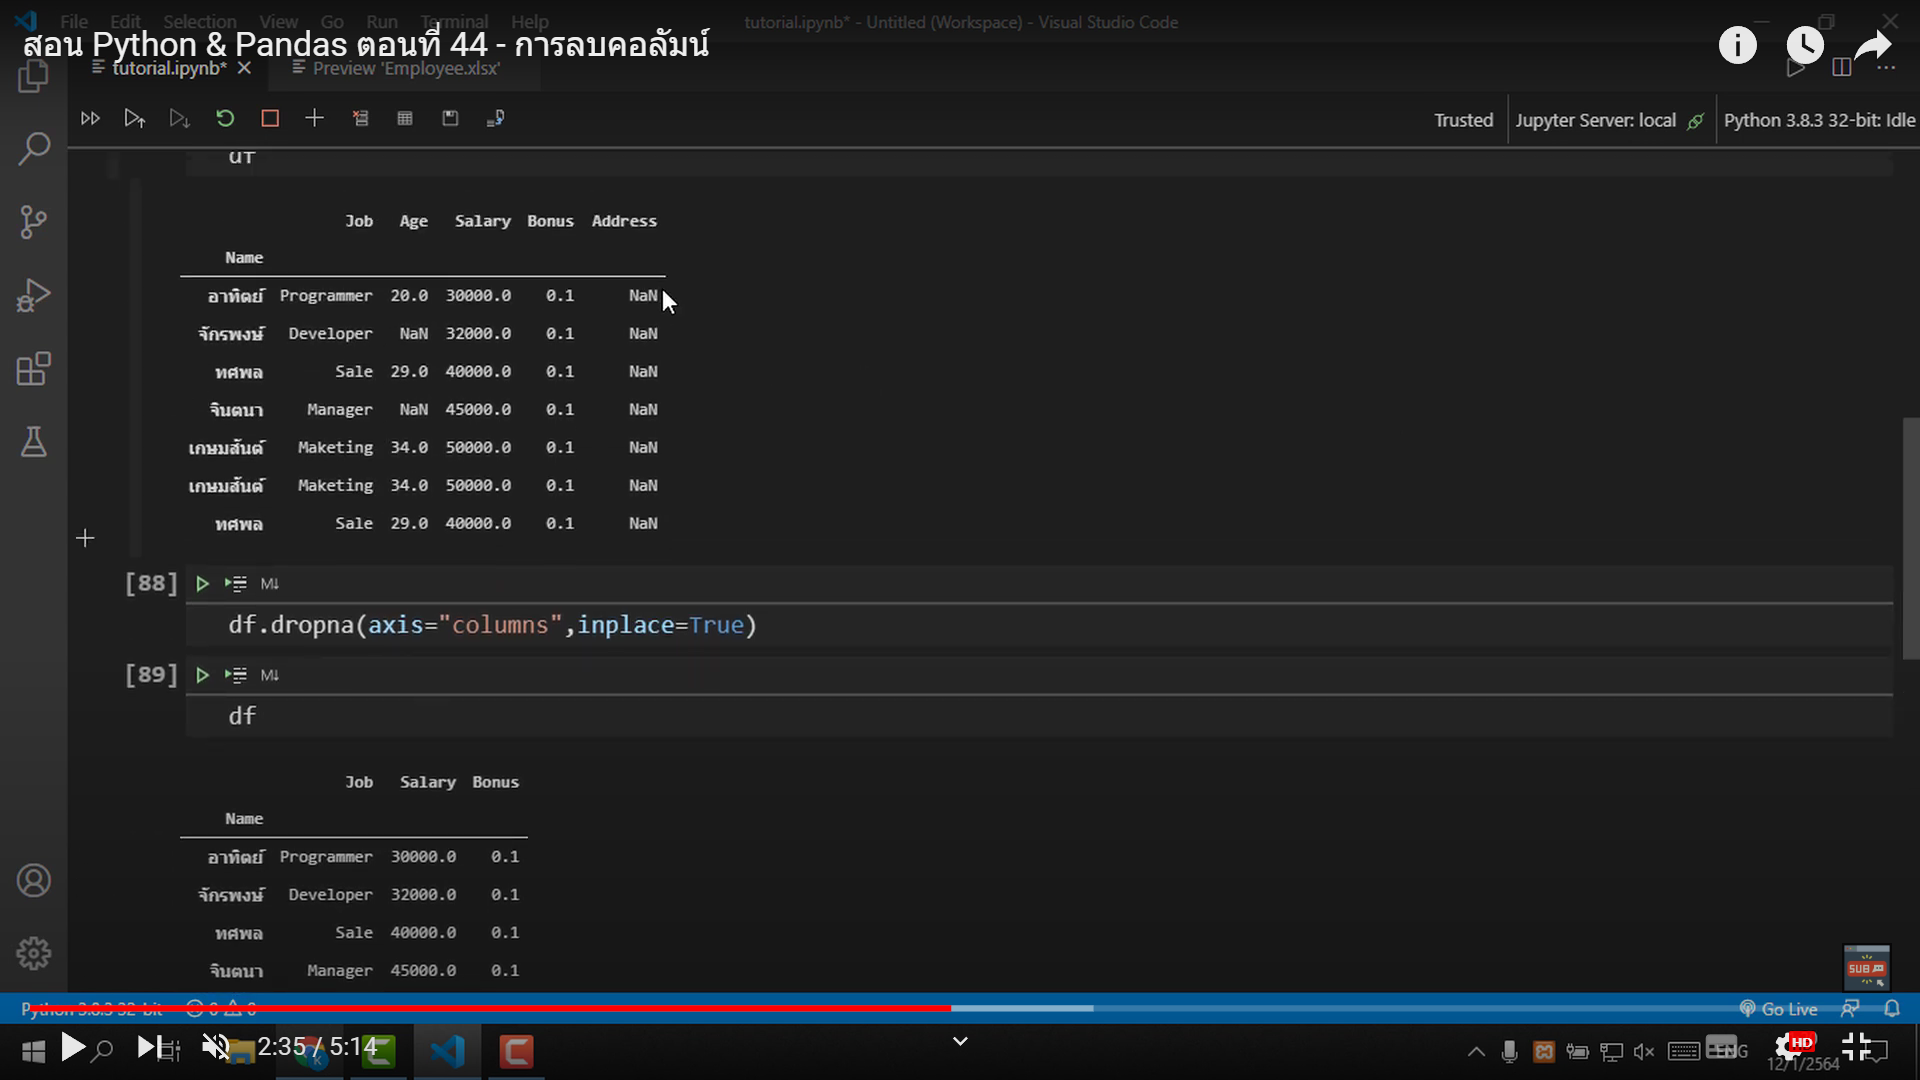 File Edit Selection View Go Run Terminal Help tutorial.ipynb* - Untitled (Workspace) - Visual Studio Code
สอน Python & Pandas ตอนที่ 44 - การลบคอลัมน์
tutorial.ipynb* Preview 'Employee.xlsx'
Trusted Jupyter Server: local Python 3.8.3 32-bit: Idle
df
Job Age Salary Bonus Address
Name
อาทิตย์ Programmer 20.0 30000.0 0.1 NaN
จักรพงษ์ Developer NaN 32000.0 0.1 NaN
ทศพล Sale 29.0 40000.0 0.1 NaN
จินตนา Manager NaN 45000.0 0.1 NaN
เกษมสันต์ Maketing 34.0 50000.0 0.1 NaN
เกษมสันต์ Maketing 34.0 50000.0 0.1 NaN
ทศพล Sale 29.0 40000.0 0.1 NaN
[88] M↓
df.dropna(axis="columns",inplace=True)
[89] M↓
df
Job Salary Bonus
Name
อาทิตย์ Programmer 30000.0 0.1
จักรพงษ์ Developer 32000.0 0.1
ทศพล Sale 40000.0 0.1
จินตนา Manager 45000.0 0.1
SUB
Python 3.8.3 32-bit 0 0 Go Live
2:35 / 5:14 ENG HD
12/1/2564